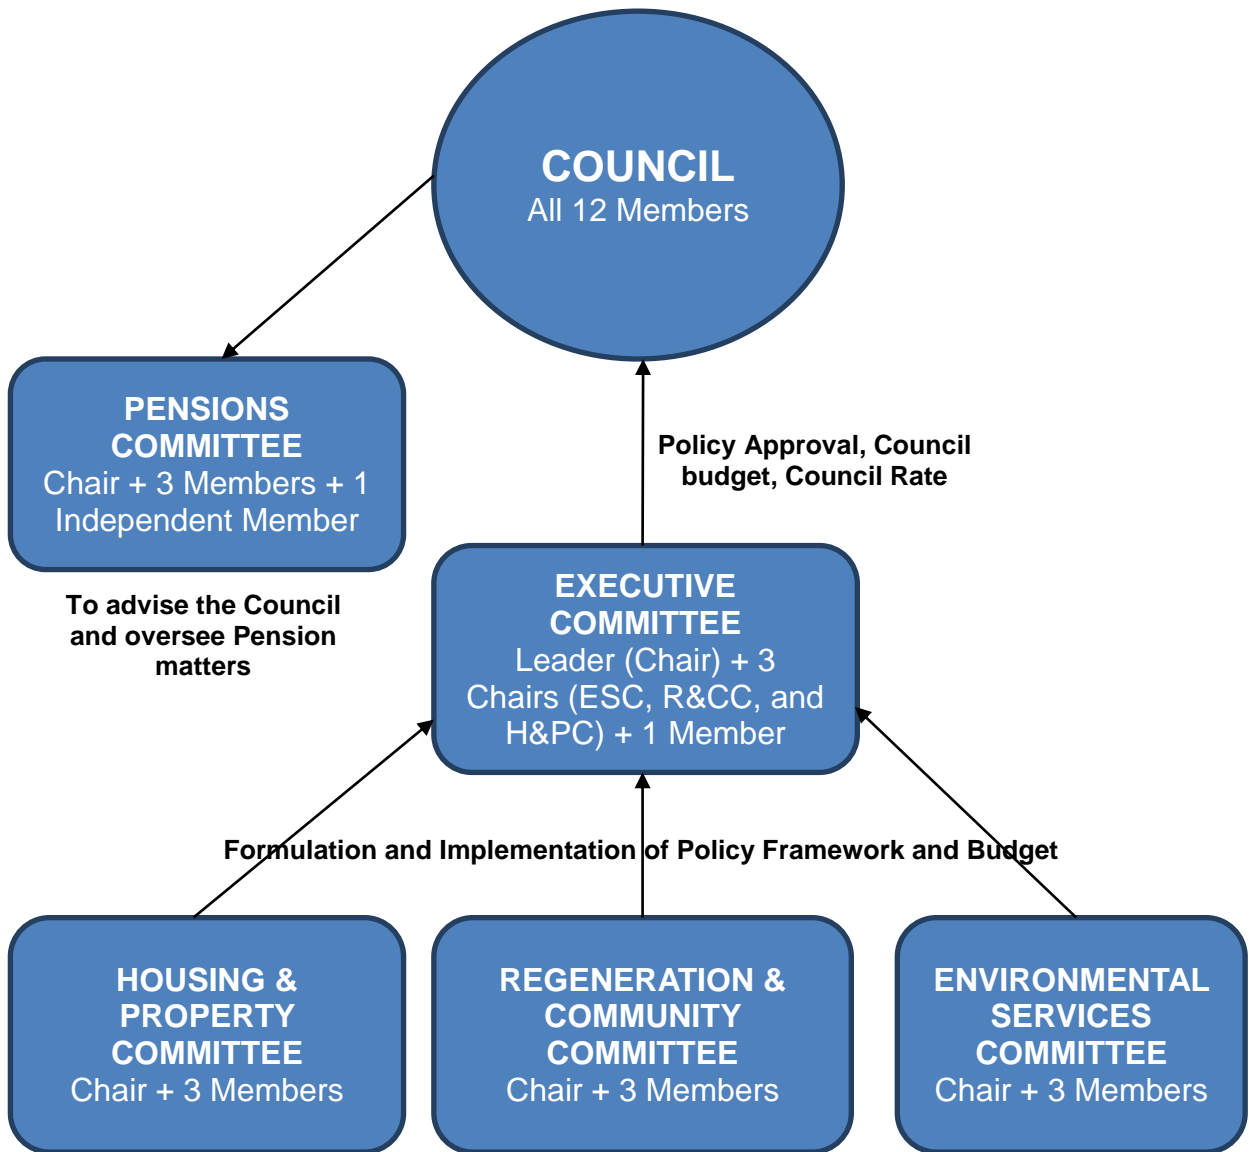 COUNCIL
All 12 Members
PENSIONS
COMMITTEE
Chair + 3 Members + 1
Independent Member
Policy Approval, Council
budget, Council Rate
To advise the Council
and oversee Pension
matters
EXECUTIVE
COMMITTEE
Leader (Chair) + 3
Chairs (ESC, R&CC, and
H&PC) + 1 Member
Formulation and Implementation of Policy Framework and Budget
HOUSING &
PROPERTY
COMMITTEE
Chair + 3 Members
REGENERATION &
COMMUNITY
COMMITTEE
Chair + 3 Members
ENVIRONMENTAL
SERVICES
COMMITTEE
Chair + 3 Members